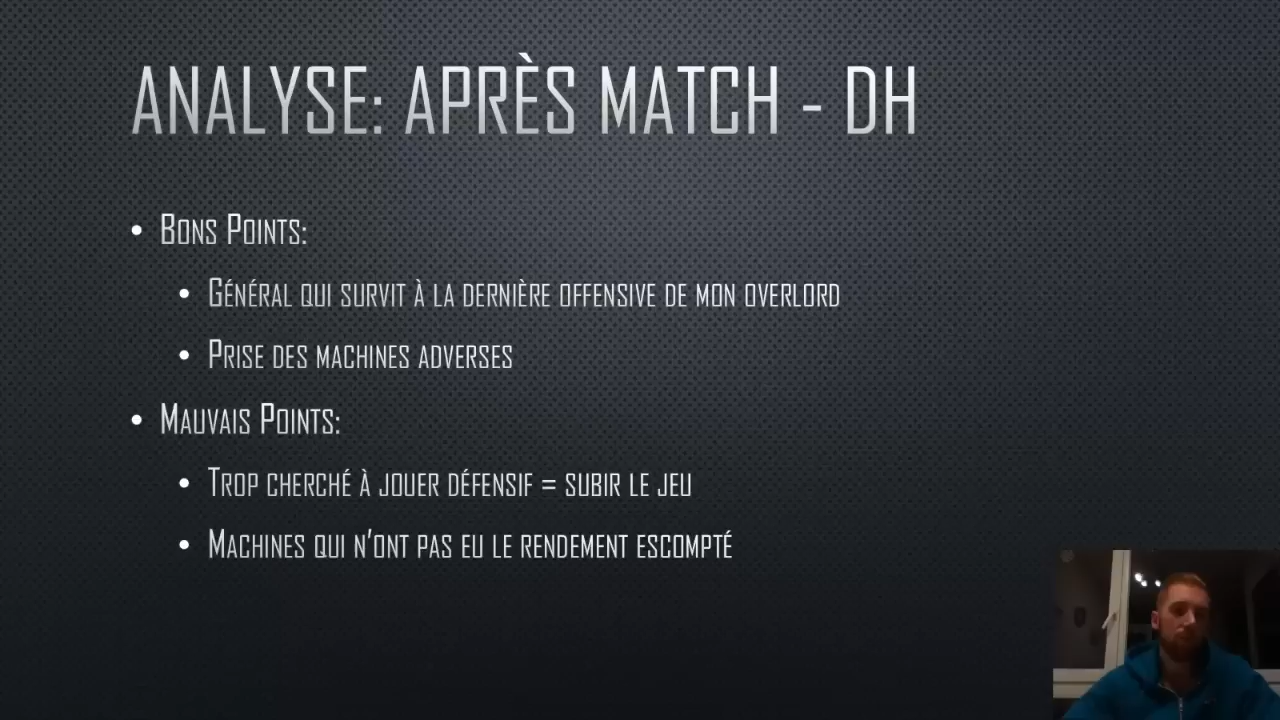 ANALYSE: APRÈS MATCH - DH
• BONS POINTS:
• GÉNÉRAL QUI SURVIT À LA DERNIÈRE OFFENSIVE DE MON OVERLORD
• PRISE DES MACHINES ADVERSES
• MAUVAIS POINTS:
• TROP CHERCHÉ À JOUER DÉFENSIF = SUBIR LE JEU
• MACHINES QUI N'ONT PAS EU LE RENDEMENT ESCOMPTÉ